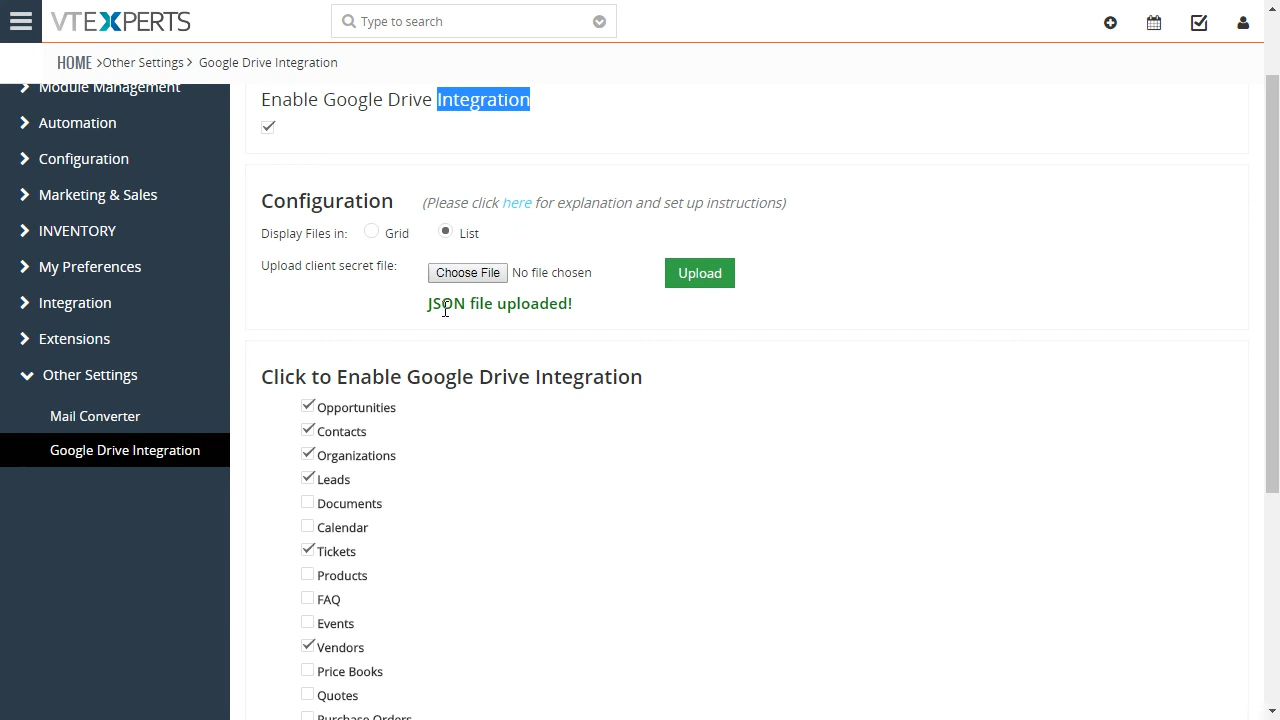 VTEXPERTS
Type to search
HOME >Other Settings > Google Drive Integration
Module Management
Automation
Configuration
Marketing & Sales
INVENTORY
My Preferences
Integration
Extensions
Other Settings
Mail Converter
Google Drive Integration
Enable Google Drive Integration
Configuration (Please click here for explanation and set up instructions)
Display Files in: Grid List
Upload client secret file: Choose File No file chosen Upload
JSON file uploaded!
Click to Enable Google Drive Integration
Opportunities
Contacts
Organizations
Leads
Documents
Calendar
Tickets
Products
FAQ
Events
Vendors
Price Books
Quotes
Purchase Orders